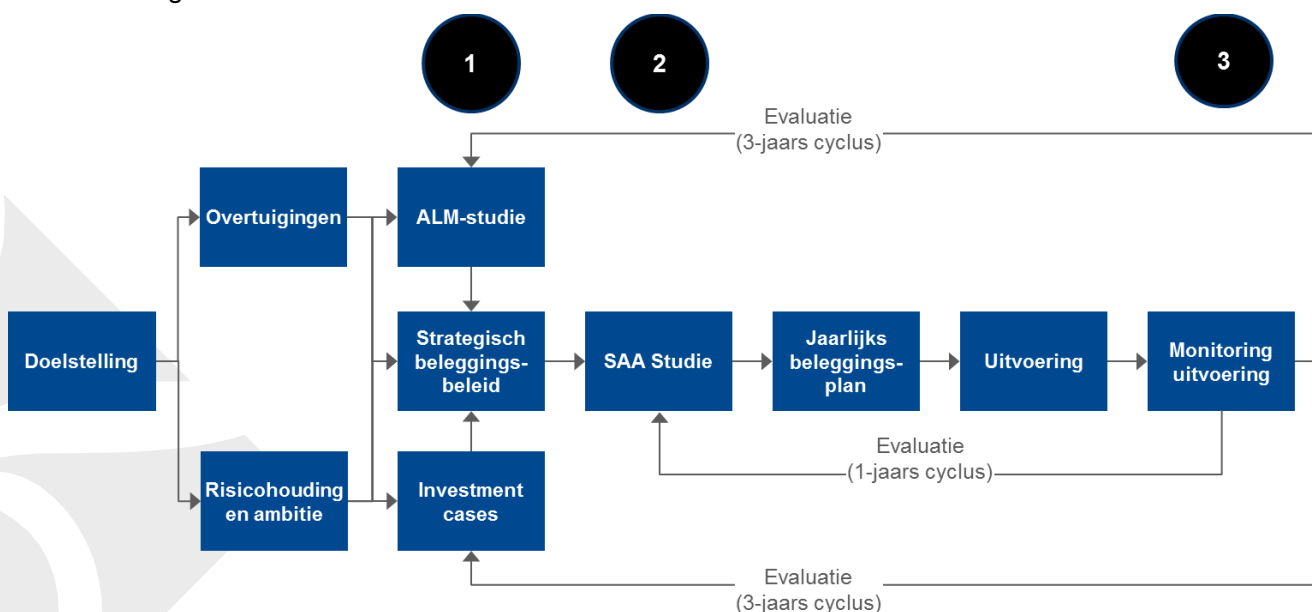 1
2
3
Evaluatie
(3-jaars cyclus)
Overtuigingen
ALM-studie
Doelstelling
Strategisch
beleggings-
beleid
SAA Studie
Jaarlijks
beleggings-
plan
Uitvoering
Monitoring
uitvoering
Evaluatie
(1-jaars cyclus)
Risicohouding
en ambitie
Investment
cases
Evaluatie
(3-jaars cyclus)